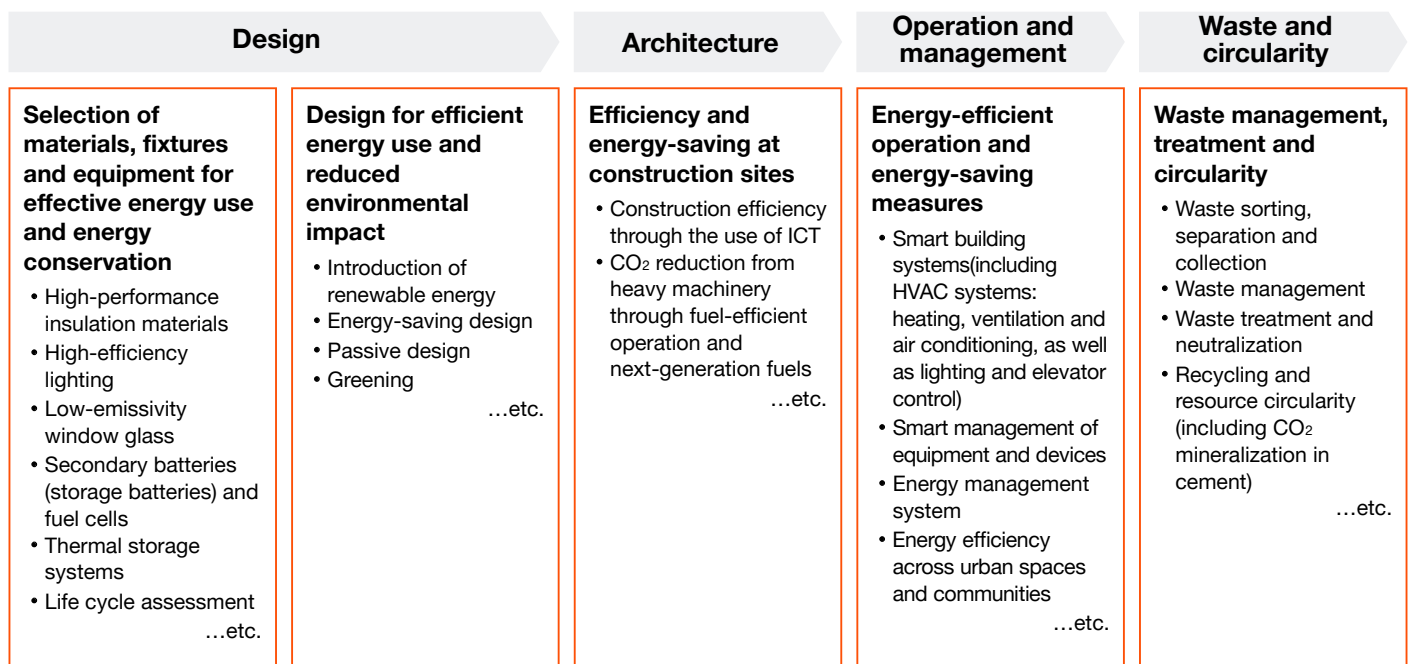 Design
Architecture
Operation and
management
Waste and
circularity
Selection of
materials, fixtures
and equipment for
effective energy use
and energy
conservation
• High-performance
insulation materials
• High-efficiency
lighting
• Low-emissivity
window glass
• Secondary batteries
(storage batteries) and
fuel cells
• Thermal storage
systems
• Life cycle assessment
…etc.
Design for efficient
energy use and
reduced
environmental
impact
• Introduction of
renewable energy
• Energy-saving design
• Passive design
• Greening
…etc.
Efficiency and
energy-saving at
construction sites
• Construction efficiency
through the use of ICT
• CO₂ reduction from
heavy machinery
through fuel-efficient
operation and
next-generation fuels
…etc.
Energy-efficient
operation and
energy-saving
measures
• Smart building
systems(including
HVAC systems:
heating, ventilation and
air conditioning, as well
as lighting and elevator
control)
• Smart management of
equipment and devices
• Energy management
system
• Energy efficiency
across urban spaces
and communities
…etc.
Waste management,
treatment and
circularity
• Waste sorting,
separation and
collection
• Waste management
• Waste treatment and
neutralization
• Recycling and
resource circularity
(including CO₂
mineralization in
cement)
…etc.